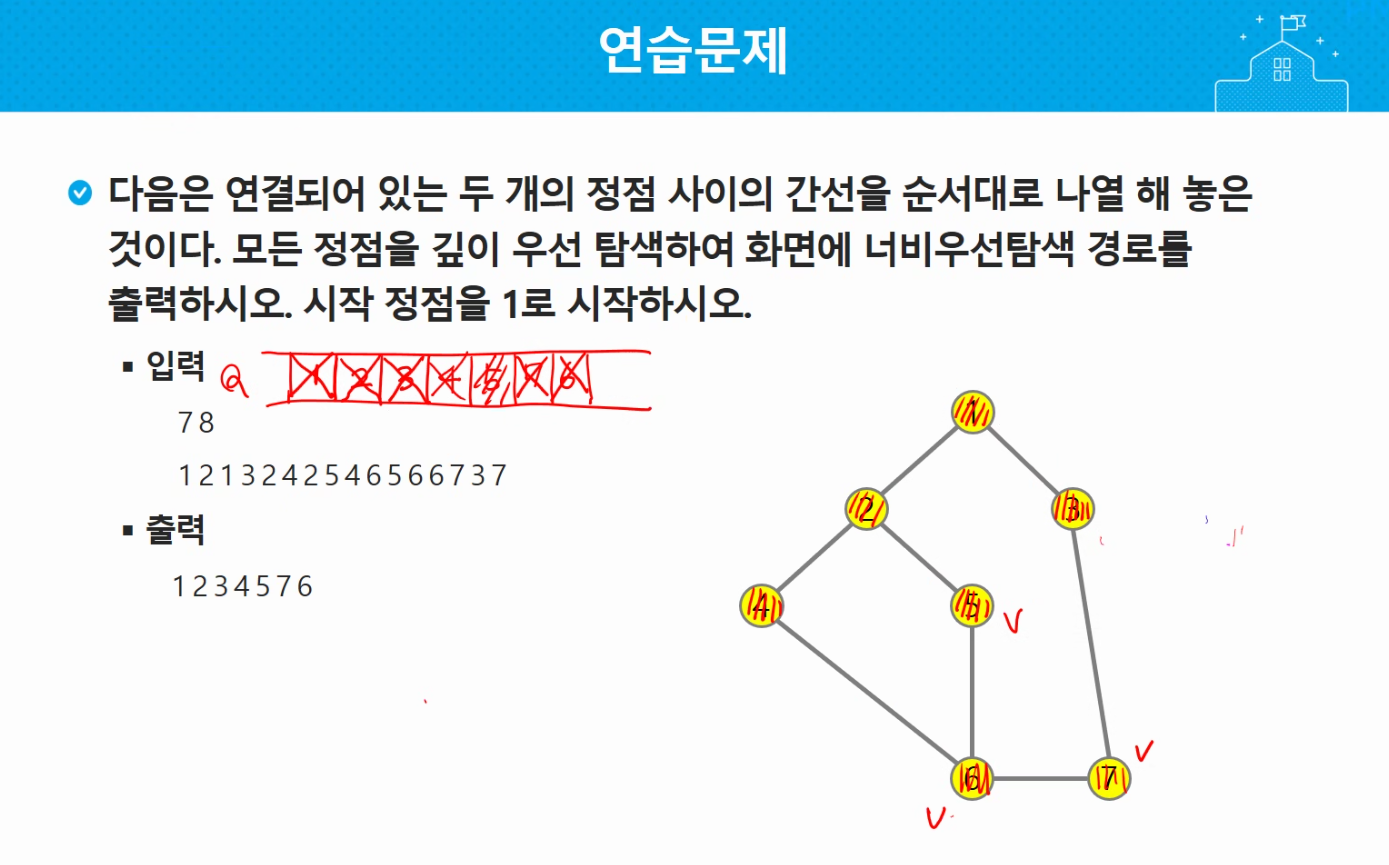 연습문제
다음은 연결되어 있는 두 개의 정점 사이의 간선을 순서대로 나열 해 놓은
것이다. 모든 정점을 깊이 우선 탐색하여 화면에 너비우선탐색 경로를
출력하시오. 시작 정점을 1로 시작하시오.
입력
Q 1 2 3 4 5 7 6
7 8
1 2 1 3 2 4 2 5 4 6 5 6 6 7 3 7
출력
1 2 3 4 5 7 6
1
2
3
4
5
6
7